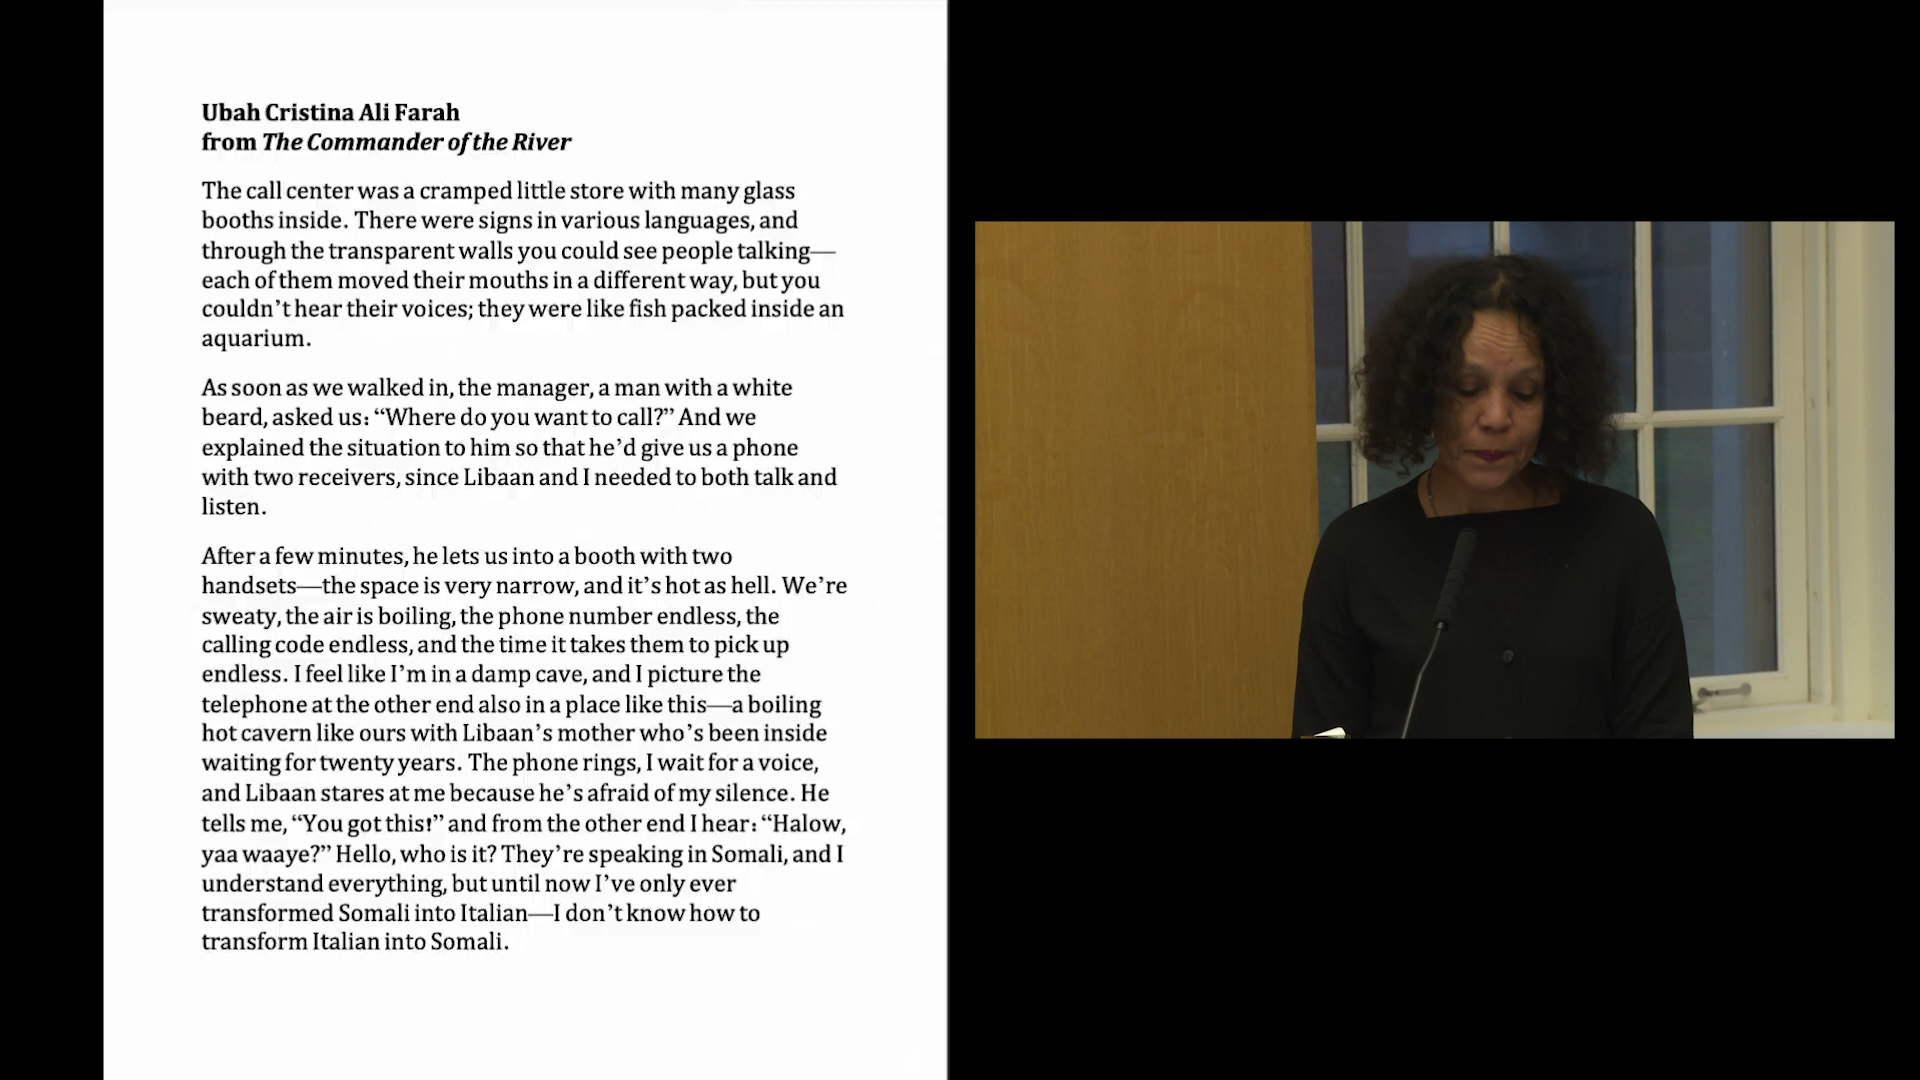 Ubah Cristina Ali Farah
from The Commander of the River
The call center was a cramped little store with many glass
booths inside. There were signs in various languages, and
through the transparent walls you could see people talking—
each of them moved their mouths in a different way, but you
couldn’t hear their voices; they were like fish packed inside an
aquarium.
As soon as we walked in, the manager, a man with a white
beard, asked us: “Where do you want to call?” And we
explained the situation to him so that he’d give us a phone
with two receivers, since Libaan and I needed to both talk and
listen.
After a few minutes, he lets us into a booth with two
handsets—the space is very narrow, and it’s hot as hell. We’re
sweaty, the air is boiling, the phone number endless, the
calling code endless, and the time it takes them to pick up
endless. I feel like I’m in a damp cave, and I picture the
telephone at the other end also in a place like this—a boiling
hot cavern like ours with Libaan’s mother who’s been inside
waiting for twenty years. The phone rings, I wait for a voice,
and Libaan stares at me because he’s afraid of my silence. He
tells me, “You got this!” and from the other end I hear: “Halow,
yaa waaye?” Hello, who is it? They’re speaking in Somali, and I
understand everything, but until now I’ve only ever
transformed Somali into Italian—I don’t know how to
transform Italian into Somali.